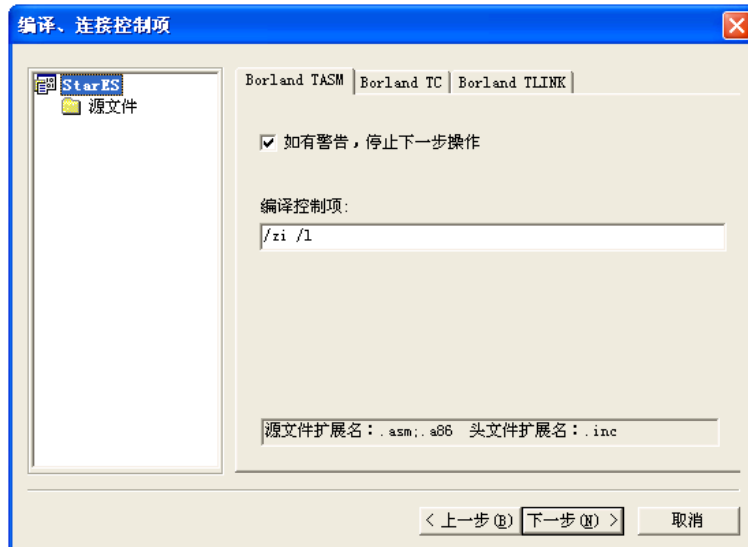 编译、连接控制项
StarES
源文件
Borland TASM Borland TC Borland TLINK
如有警告，停止下一步操作
编译控制项:
/zi /l
源文件扩展名：.asm;.a86 头文件扩展名：.inc
< 上一步(B) 下一步(N) > 取消